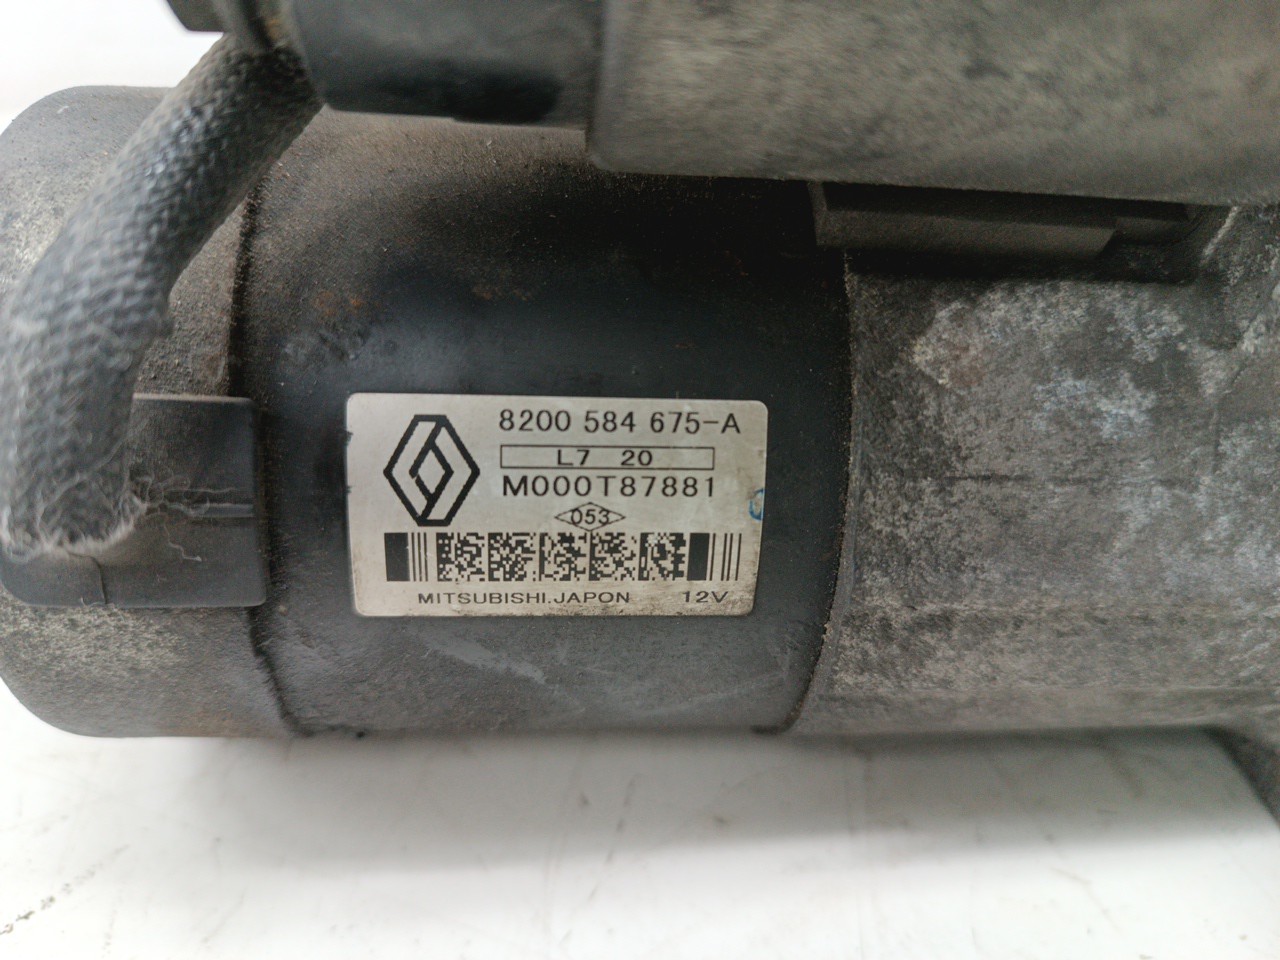 8200 584 675-A
L7 20
M000T87881
053
MITSUBISHI.JAPON 12V